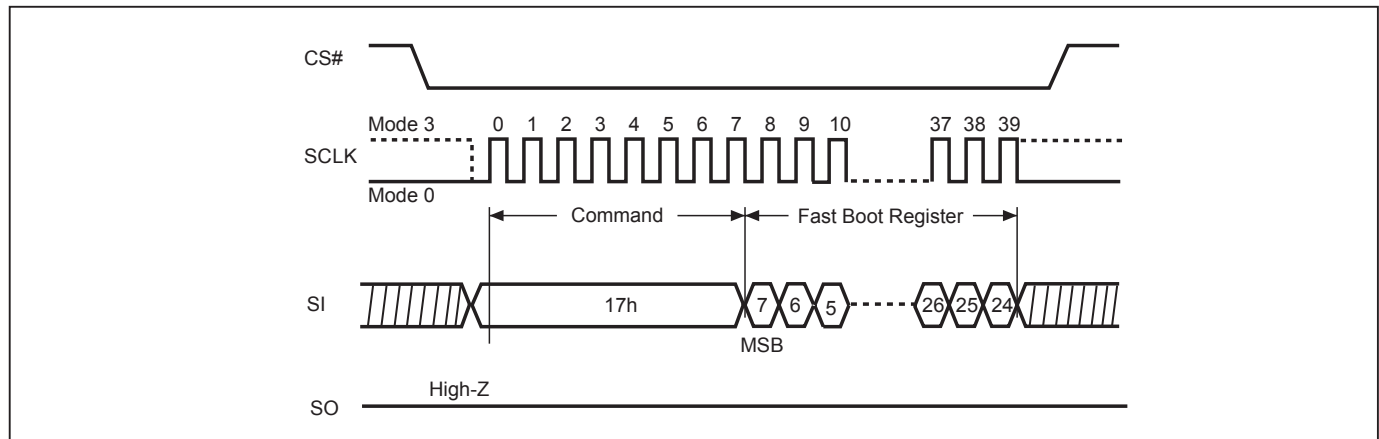 CS#
Mode 3 0 1 2 3 4 5 6 7 8 9 10 37 38 39
SCLK
Mode 0
Command Fast Boot Register
SI 17h 7 6 5 26 25 24
MSB
High-Z
SO